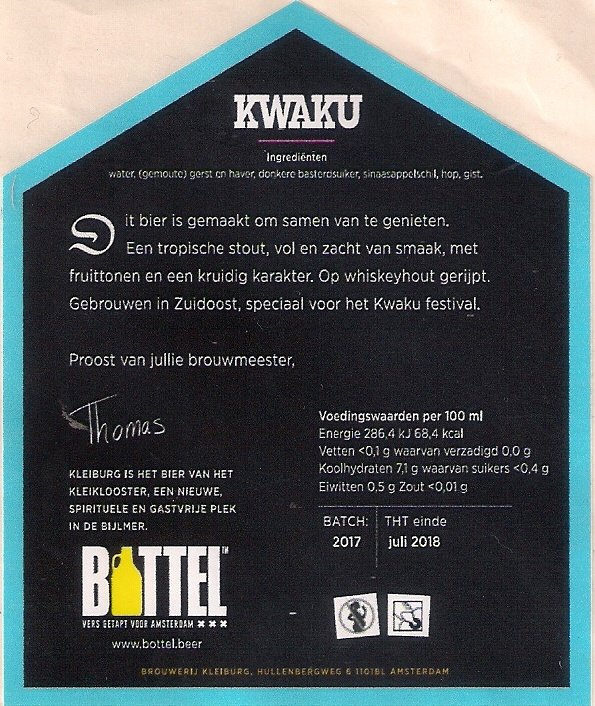 KWAKU
Ingrediënten
water, (gemoute) gerst en haver, donkere basterdsuiker, sinaasappelschil, hop, gist.
Dit bier is gemaakt om samen van te genieten.
Een tropische stout, vol en zacht van smaak, met
fruittonen en een kruidig karakter. Op whiskeyhout gerijpt.
Gebrouwen in Zuidoost, speciaal voor het Kwaku festival.
Proost van jullie brouwmeester,
Thomas
KLEIBURG IS HET BIER VAN HET
KLEIKLOOSTER, EEN NIEUWE,
SPIRITUELE EN GASTVRIJE PLEK
IN DE BIJLMER.
BOTTEL™
VERS GETAPT VOOR AMSTERDAM XXX
www.bottel.beer
Voedingswaarden per 100 ml
Energie 286,4 kJ 68,4 kcal
Vetten <0,1 g waarvan verzadigd 0,0 g
Koolhydraten 7,1 g waarvan suikers <0,4 g
Eiwitten 0,5 g Zout <0,01 g
BATCH: THT einde
2017 juli 2018
BROUWERIJ KLEIBURG, HULLENBERGWEG 6 1101BL AMSTERDAM